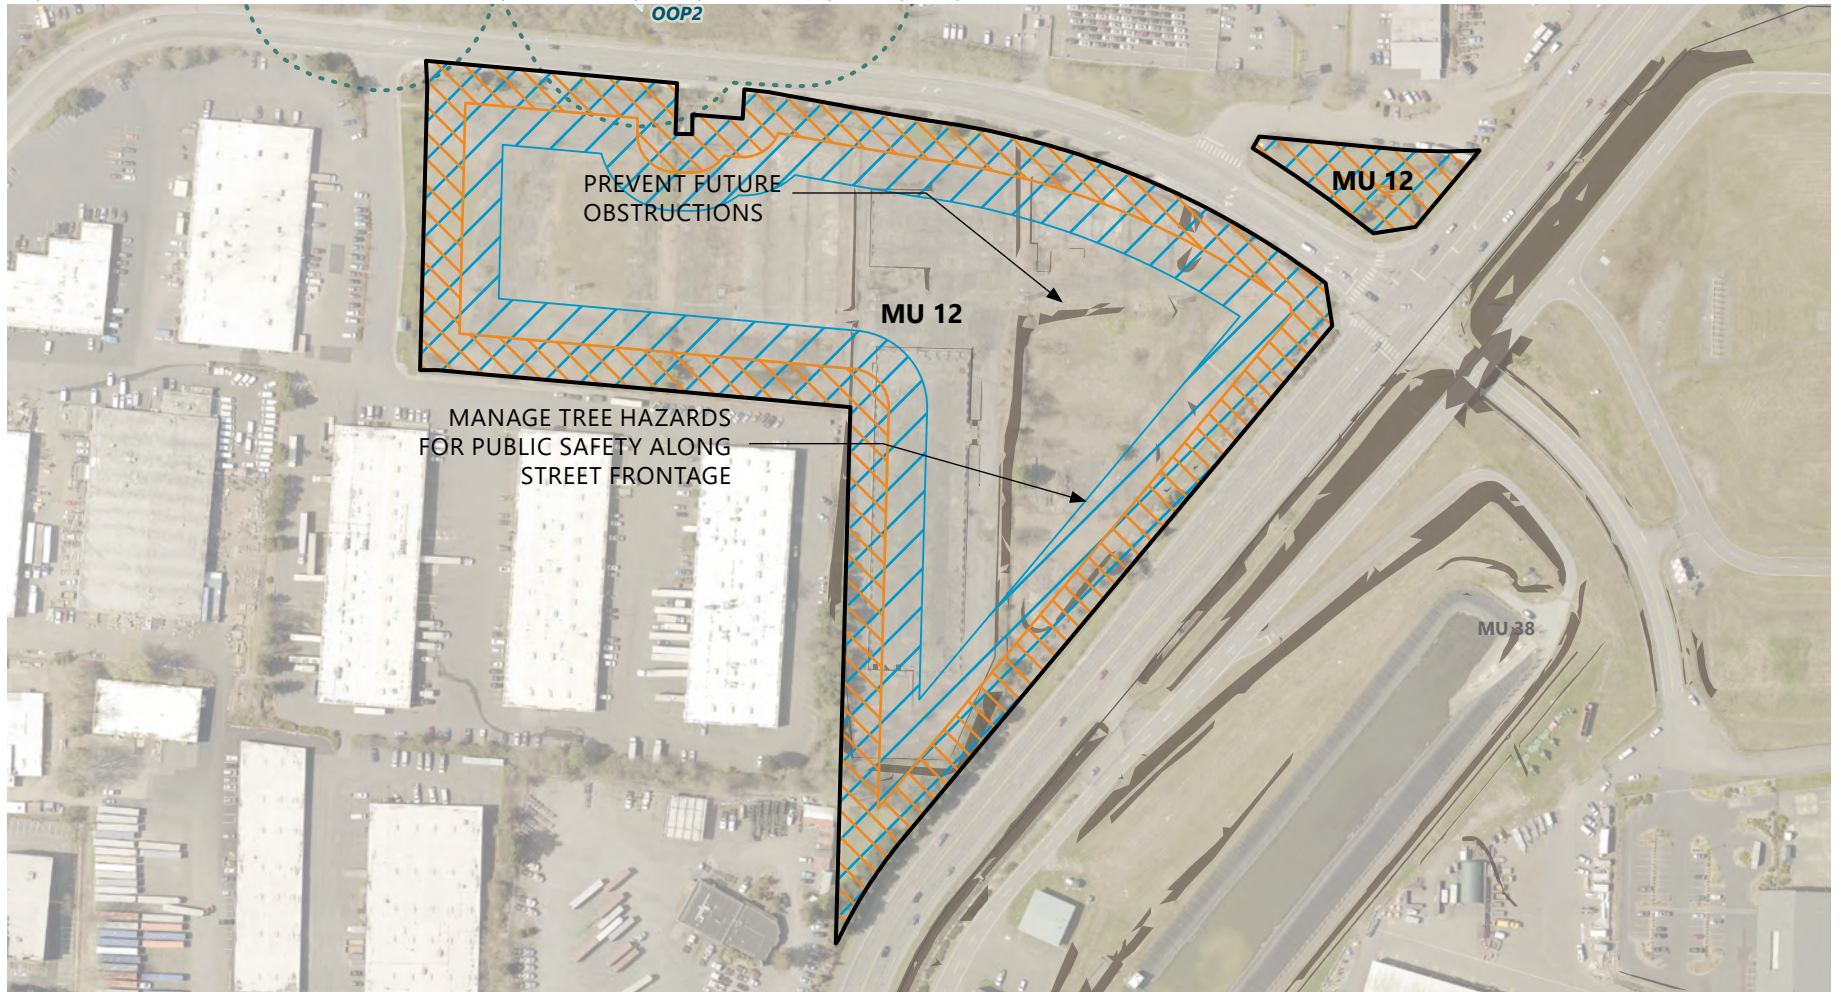 OOP2
MU 12
PREVENT FUTURE
OBSTRUCTIONS
MU 12
MANAGE TREE HAZARDS
FOR PUBLIC SAFETY ALONG
STREET FRONTAGE
MU 38